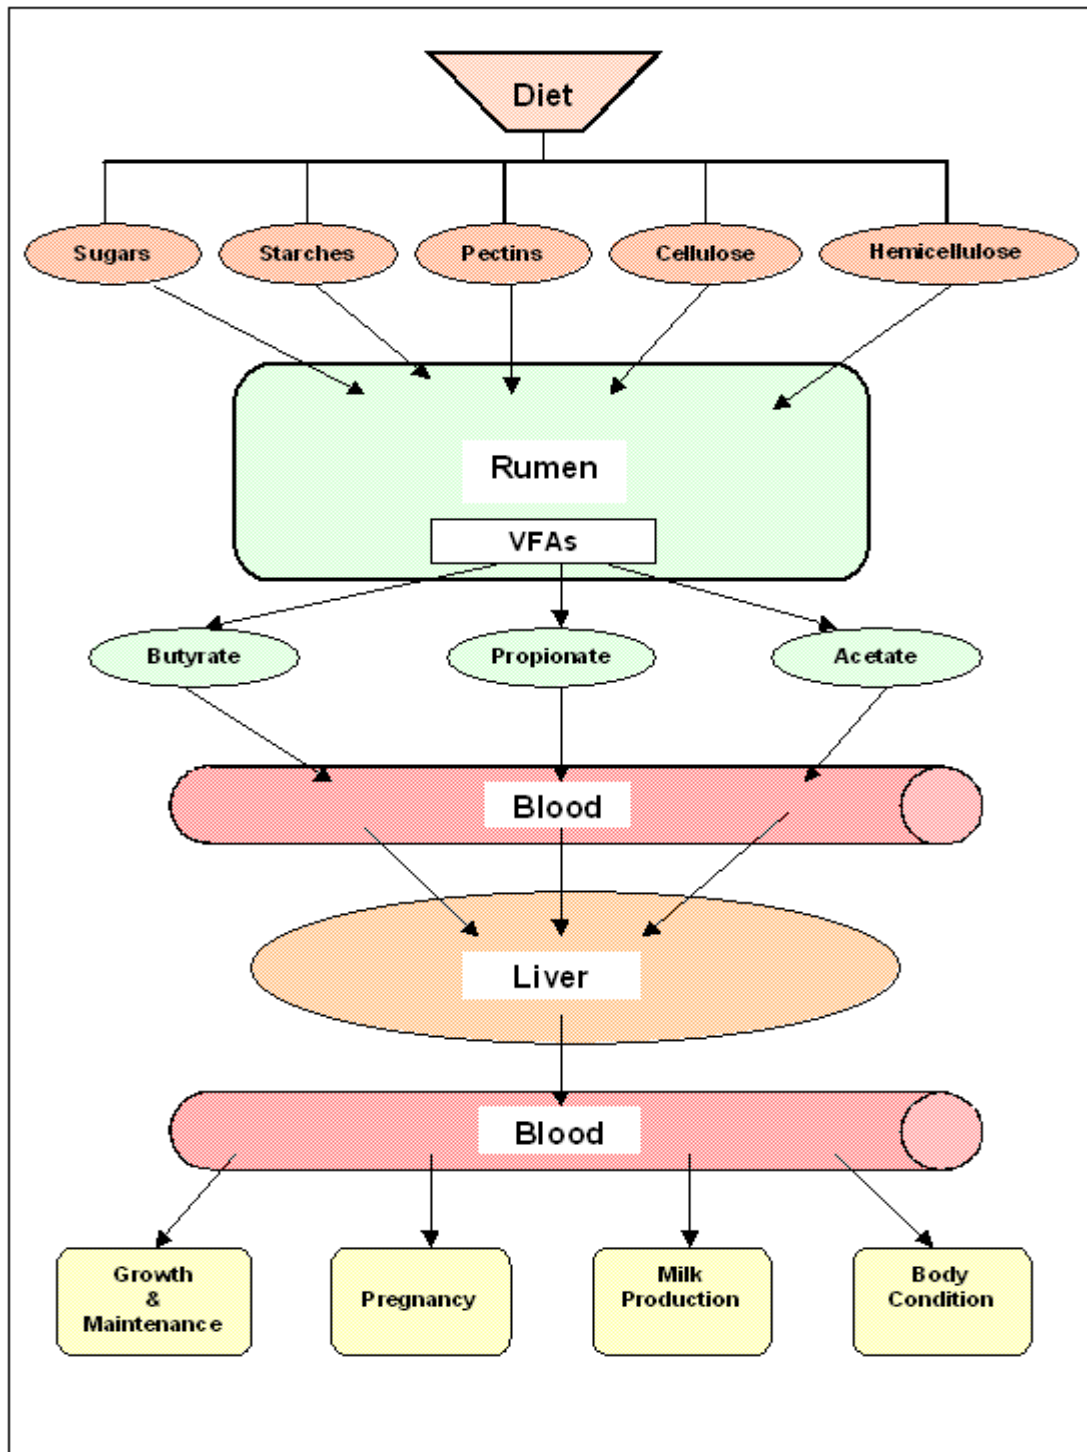 Diet
Sugars
Starches
Pectins
Cellulose
Hemicellulose
Rumen
VFAs
Butyrate
Propionate
Acetate
Blood
Liver
Blood
Growth
&
Maintenance
Pregnancy
Milk
Production
Body
Condition